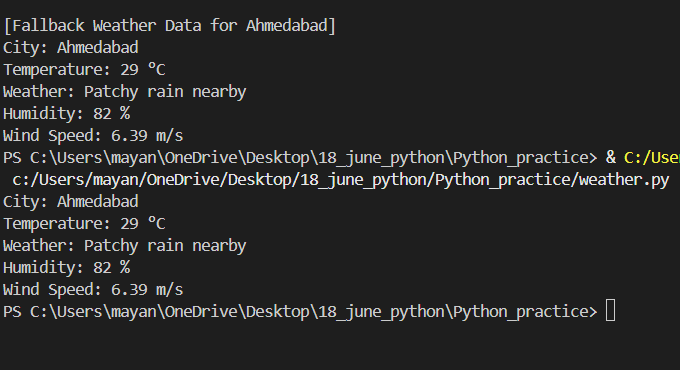 [Fallback Weather Data for Ahmedabad]
City: Ahmedabad
Temperature: 29 °C
Weather: Patchy rain nearby
Humidity: 82 %
Wind Speed: 6.39 m/s
PS C:\Users\mayan\OneDrive\Desktop\18_june_python\Python_practice> & C:/Use
c:/Users/mayan/OneDrive/Desktop/18_june_python/Python_practice/weather.py
City: Ahmedabad
Temperature: 29 °C
Weather: Patchy rain nearby
Humidity: 82 %
Wind Speed: 6.39 m/s
PS C:\Users\mayan\OneDrive\Desktop\18_june_python\Python_practice>